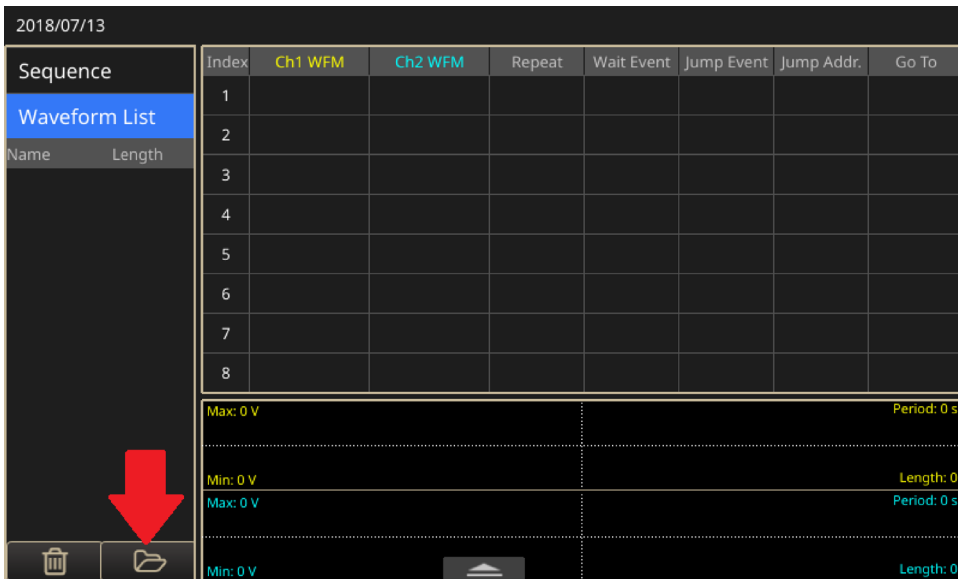 2018/07/13
Sequence
Waveform List
Name Length
Index Ch1 WFM Ch2 WFM Repeat Wait Event Jump Event Jump Addr. Go To
1
2
3
4
5
6
7
8
Max: 0 V Period: 0 s
Min: 0 V Length: 0
Max: 0 V Period: 0 s
Min: 0 V Length: 0